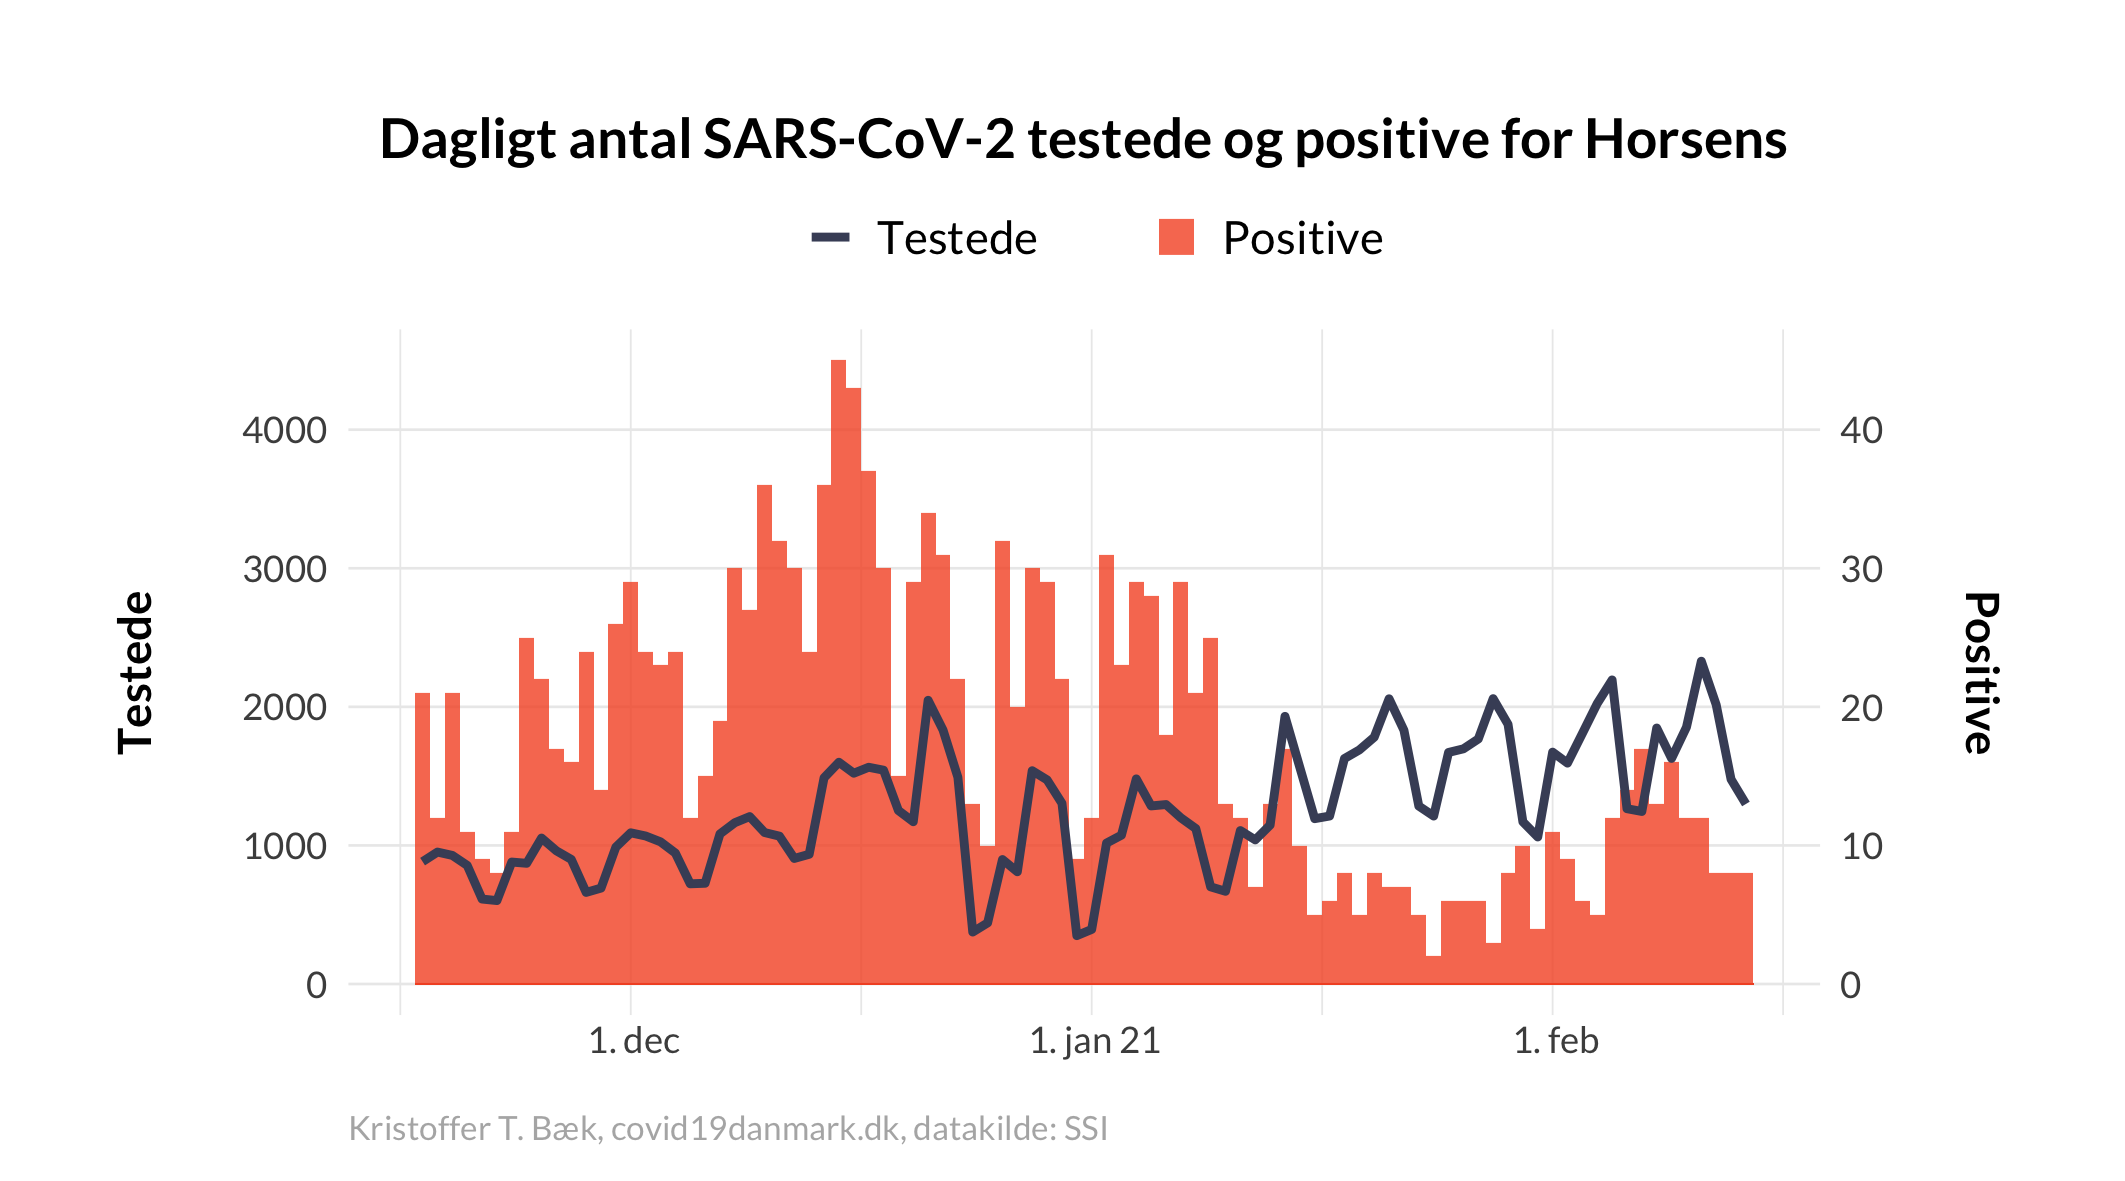 Dagligt antal SARS-CoV-2 testede og positive for Horsens
Testede
Positive
4000
3000
2000
1000
0
Testede
40
30
20
10
0
Positive
1. dec
1. jan 21
1. feb
Kristoffer T. Bæk, covid19danmark.dk, datakilde: SSI